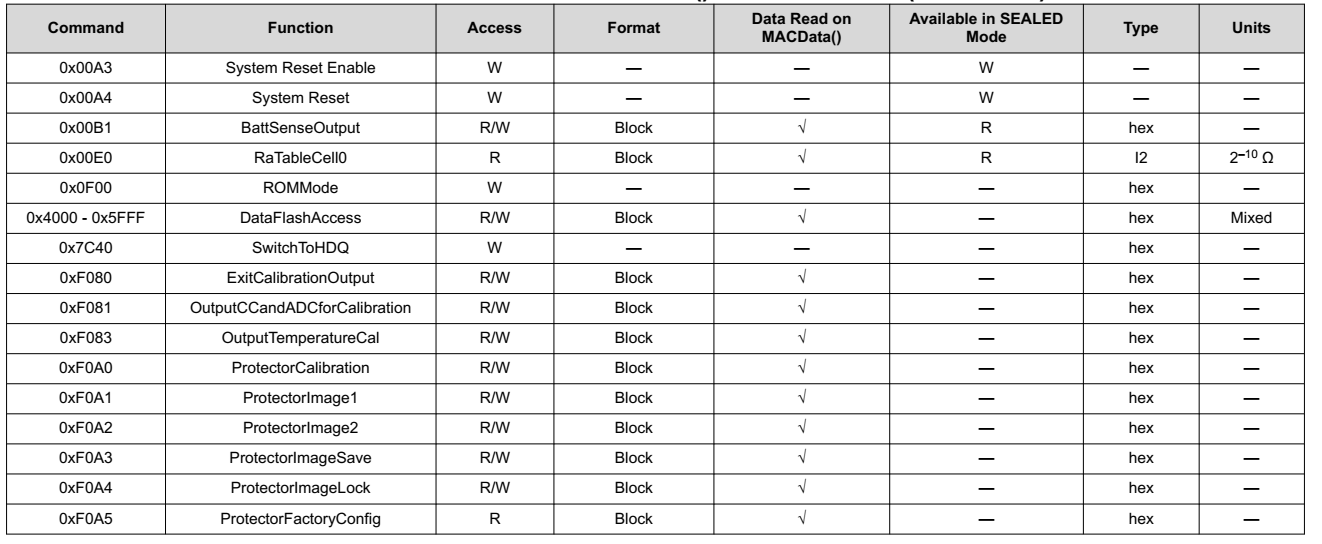 Command Function Access Format Data Read on MACData() Available in SEALED Mode Type Units
0x00A3 System Reset Enable W — — W — —
0x00A4 System Reset W — — W — —
0x00B1 BattSenseOutput R/W Block √ R hex —
0x00E0 RaTableCell0 R Block √ R I2 2⁻¹⁰ Ω
0x0F00 ROMMode W — — — hex —
0x4000 - 0x5FFF DataFlashAccess R/W Block √ — hex Mixed
0x7C40 SwitchToHDQ W — — — hex —
0xF080 ExitCalibrationOutput R/W Block √ — hex —
0xF081 OutputCCandADCforCalibration R/W Block √ — hex —
0xF083 OutputTemperatureCal R/W Block √ — hex —
0xF0A0 ProtectorCalibration R/W Block √ — hex —
0xF0A1 ProtectorImage1 R/W Block √ — hex —
0xF0A2 ProtectorImage2 R/W Block √ — hex —
0xF0A3 ProtectorImageSave R/W Block √ — hex —
0xF0A4 ProtectorImageLock R/W Block √ — hex —
0xF0A5 ProtectorFactoryConfig R Block √ — hex —